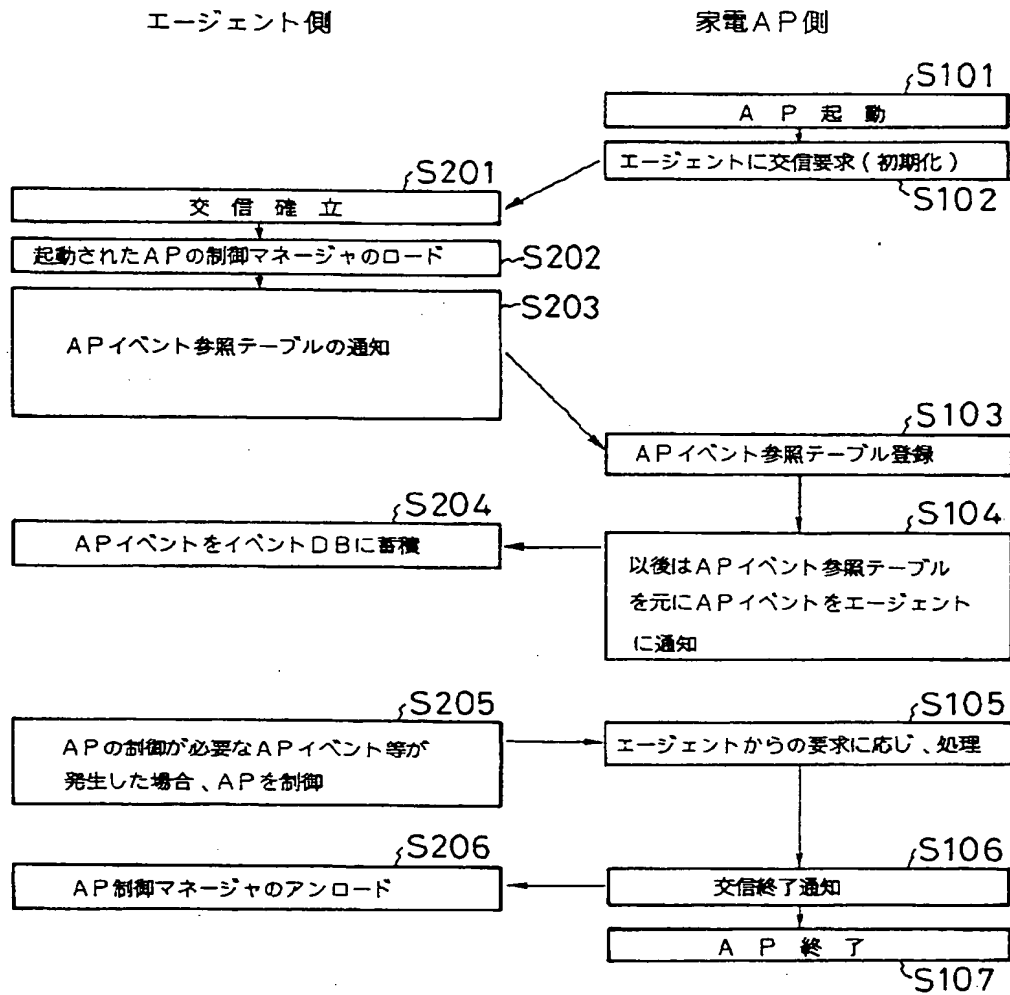 エージェント側
家電AP側
S101
AP起動
エージェントに交信要求(初期化)
S102
S201
交信確立
起動されたAPの制御マネージャのロード
S202
S203
APイベント参照テーブルの通知
S103
APイベント参照テーブル登録
S204
APイベントをイベントDBに蓄積
S104
以後はAPイベント参照テーブル
を元にAPイベントをエージェント
に通知
S205
APの制御が必要なAPイベント等が
発生した場合、APを制御
S105
エージェントからの要求に応じ、処理
S206
AP制御マネージャのアンロード
S106
交信終了通知
AP終了
S107